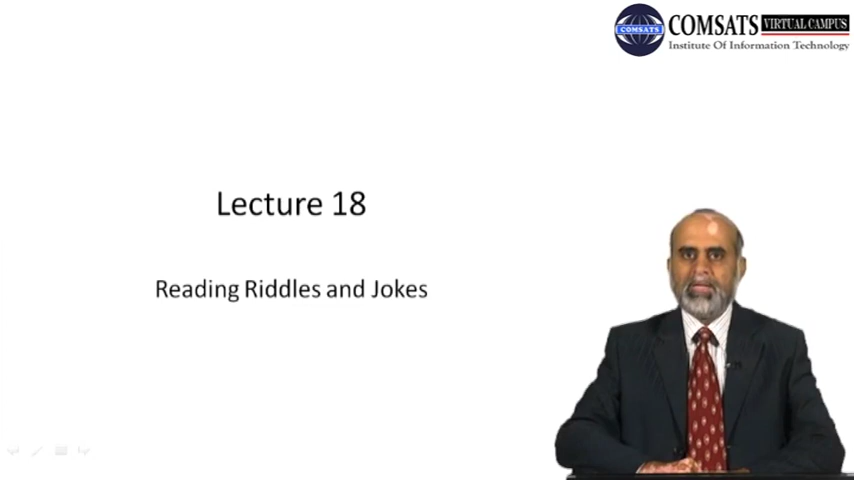 COMSATS VIRTUAL CAMPUS
COMSATS
Institute Of Information Technology
Lecture 18
Reading Riddles and Jokes